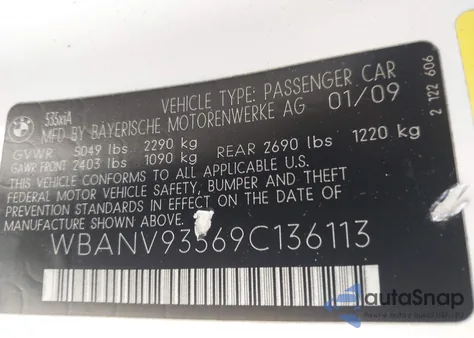 BMW
535xiA
VEHICLE TYPE: PASSENGER CAR
MFD BY BAYERISCHE MOTORENWERKE AG 01/09
GVWR 5049 lbs 2290 kg
GAWR FRONT 2403 lbs 1090 kg REAR 2690 lbs 1220 kg
THIS VEHICLE CONFORMS TO ALL APPLICABLE
FEDERAL MOTOR VEHICLE SAFETY, BUMPER AND THEFT
PREVENTION STANDARDS IN EFFECT ON THE DATE OF
MANUFACTURE SHOWN ABOVE.
WBANV93569C136113
2 122 606
autoSnap